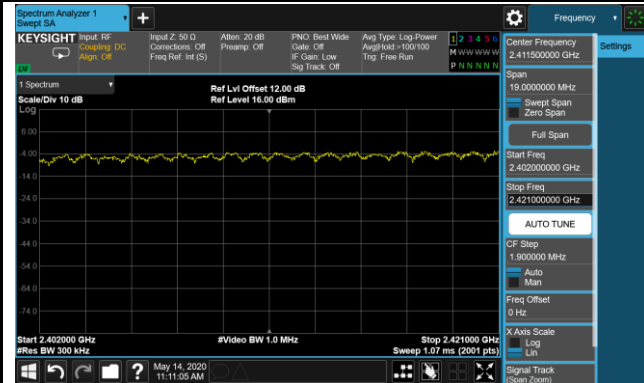 Spectrum Analyzer 1
Swept SA
Frequency
KEYSIGHT
Input: RF
Coupling: DC
Align: Off
Input Z: 50 Ω
Corrections: Off
Freq Ref: Int (S)
Atten: 20 dB
Preamp: Off
PNO: Best Wide
Gate: Off
IF Gain: Low
Sig Track: Off
Avg Type: Log-Power
Avg|Hold:>100/100
Trig: Free Run
1 2 3 4 5 6
M W W W W W
P N N N N N
LXI
1 Spectrum
Scale/Div 10 dB
Log
Ref Lvl Offset 12.00 dB
Ref Level 16.00 dBm
6.00
-4.00
-14.0
-24.0
-34.0
-44.0
-54.0
-64.0
-74.0
Start 2.402000 GHz
#Res BW 300 kHz
#Video BW 1.0 MHz
Stop 2.421000 GHz
Sweep 1.07 ms (2001 pts)
May 14, 2020
11:11:05 AM
Center Frequency
2.411500000 GHz
Settings
Span
19.0000000 MHz
Swept Span
Zero Span
Full Span
Start Freq
2.402000000 GHz
Stop Freq
2.421000000 GHz
AUTO TUNE
CF Step
1.900000 MHz
Auto
Man
Freq Offset
0 Hz
X Axis Scale
Log
Lin
Signal Track
(Span Zoom)